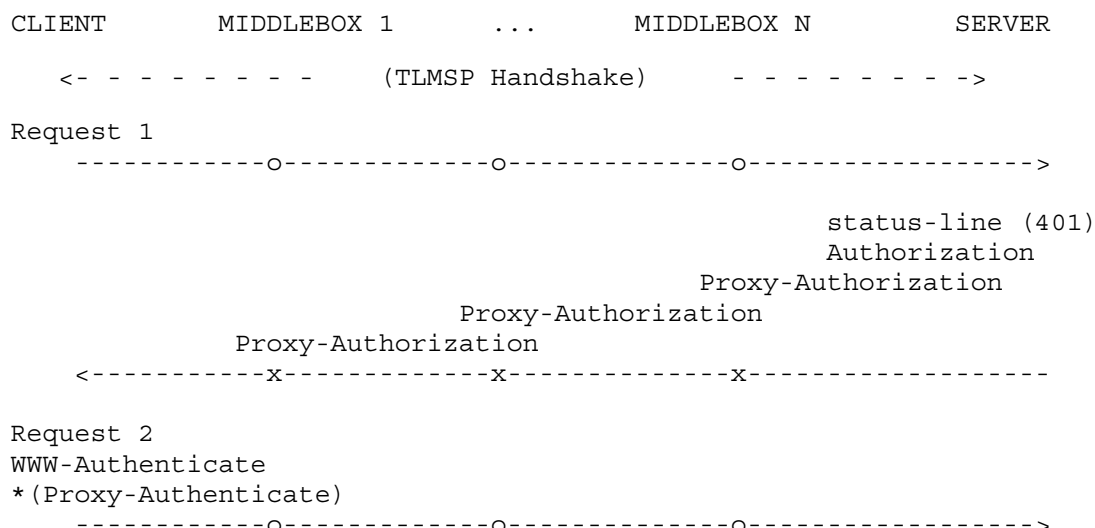 CLIENT MIDDLEBOX 1 ... MIDDLEBOX N SERVER
<- - - - - - - - (TLMSP Handshake) - - - - - - - ->
Request 1
------------o-------------o--------------o----------------->
status-line (401)
Authorization
Proxy-Authorization
Proxy-Authorization
Proxy-Authorization
<-----------x-------------x--------------x------------------
Request 2
WWW-Authenticate
*(Proxy-Authenticate)
------------o-------------o--------------o----------------->